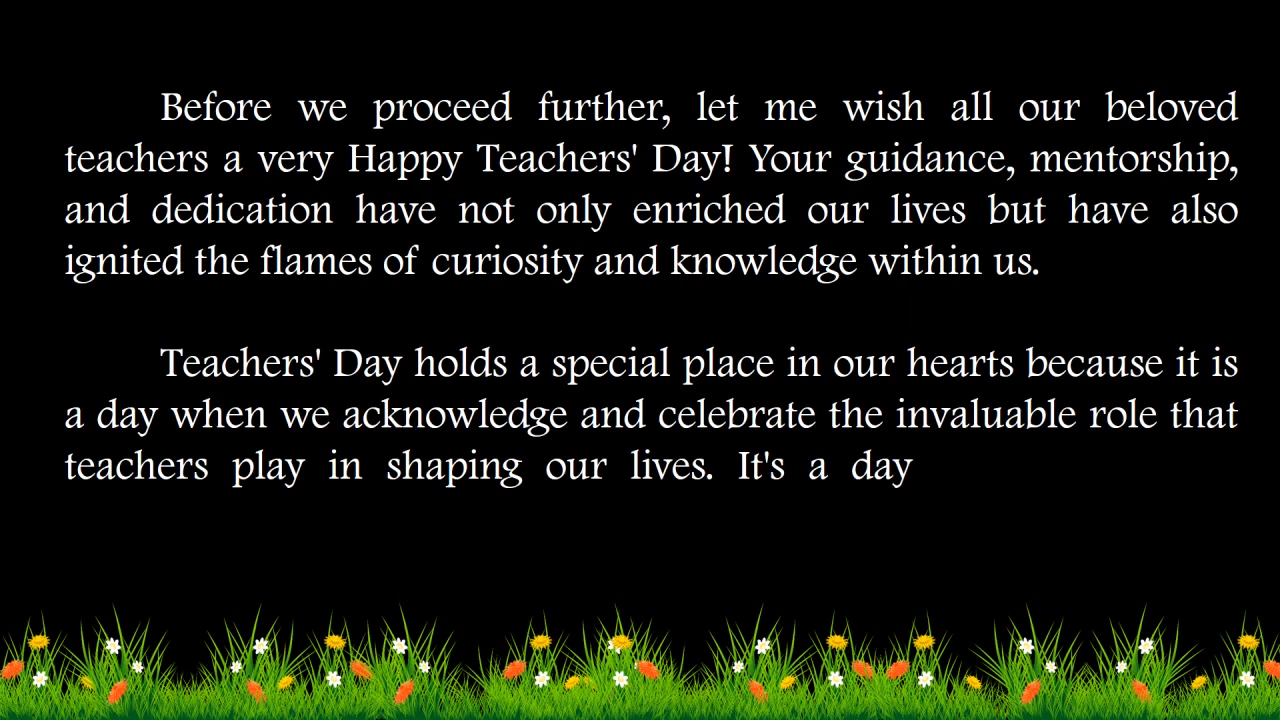 Before we proceed further, let me wish all our beloved
teachers a very Happy Teachers' Day! Your guidance, mentorship,
and dedication have not only enriched our lives but have also
ignited the flames of curiosity and knowledge within us.
Teachers' Day holds a special place in our hearts because it is
a day when we acknowledge and celebrate the invaluable role that
teachers play in shaping our lives. It's a day